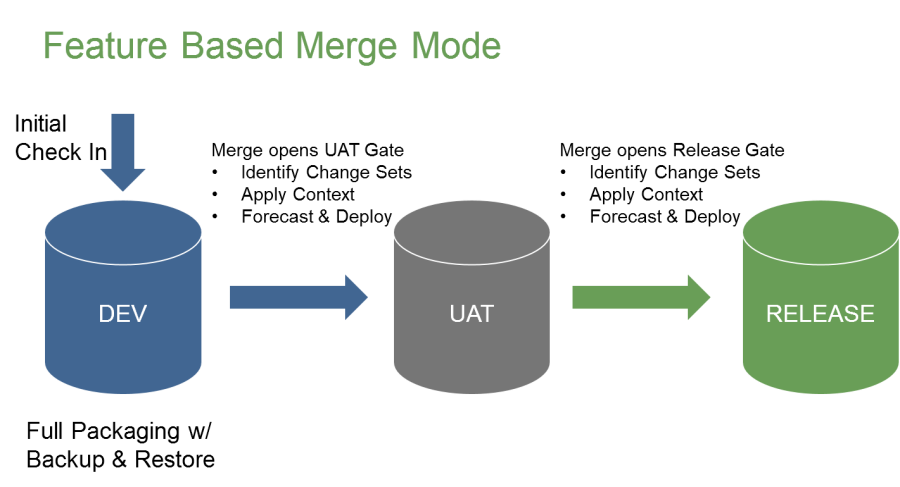 Feature Based Merge Mode
Initial
Check In
Merge opens UAT Gate
• Identify Change Sets
• Apply Context
• Forecast & Deploy
Merge opens Release Gate
• Identify Change Sets
• Apply Context
• Forecast & Deploy
DEV
UAT
RELEASE
Full Packaging w/
Backup & Restore